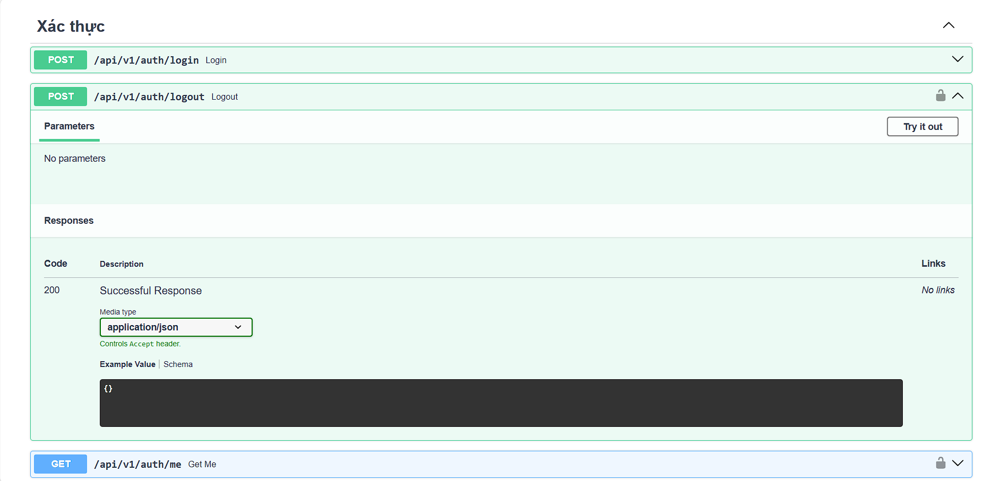 Xác thực
POST /api/v1/auth/login Login
POST /api/v1/auth/logout Logout
Parameters Try it out
No parameters
Responses
Code Description Links
200 Successful Response No links
Media type
application/json
Controls Accept header.
Example Value Schema
{}
GET /api/v1/auth/me Get Me